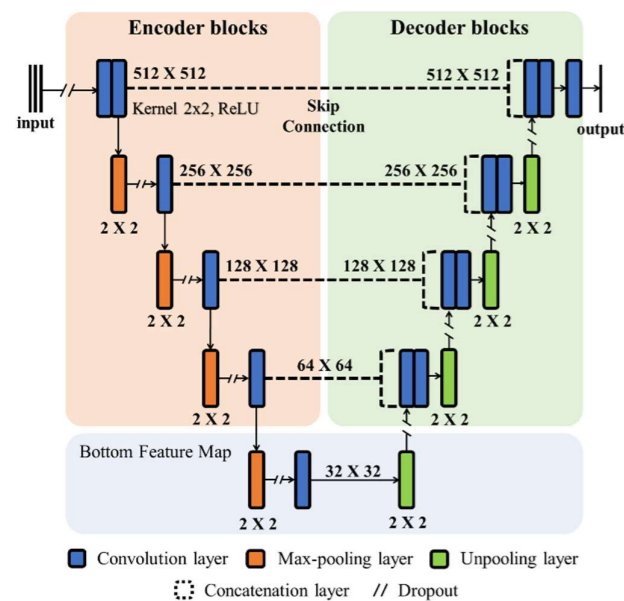 Encoder blocks Decoder blocks
512 X 512 512 X 512
Kernel 2x2, ReLU Skip
Connection
input output
256 X 256 256 X 256
2 X 2 2 X 2
128 X 128 128 X 128
2 X 2 2 X 2
64 X 64
2 X 2 2 X 2
Bottom Feature Map
32 X 32
2 X 2 2 X 2
Convolution layer Max-pooling layer Unpooling layer
Concatenation layer // Dropout